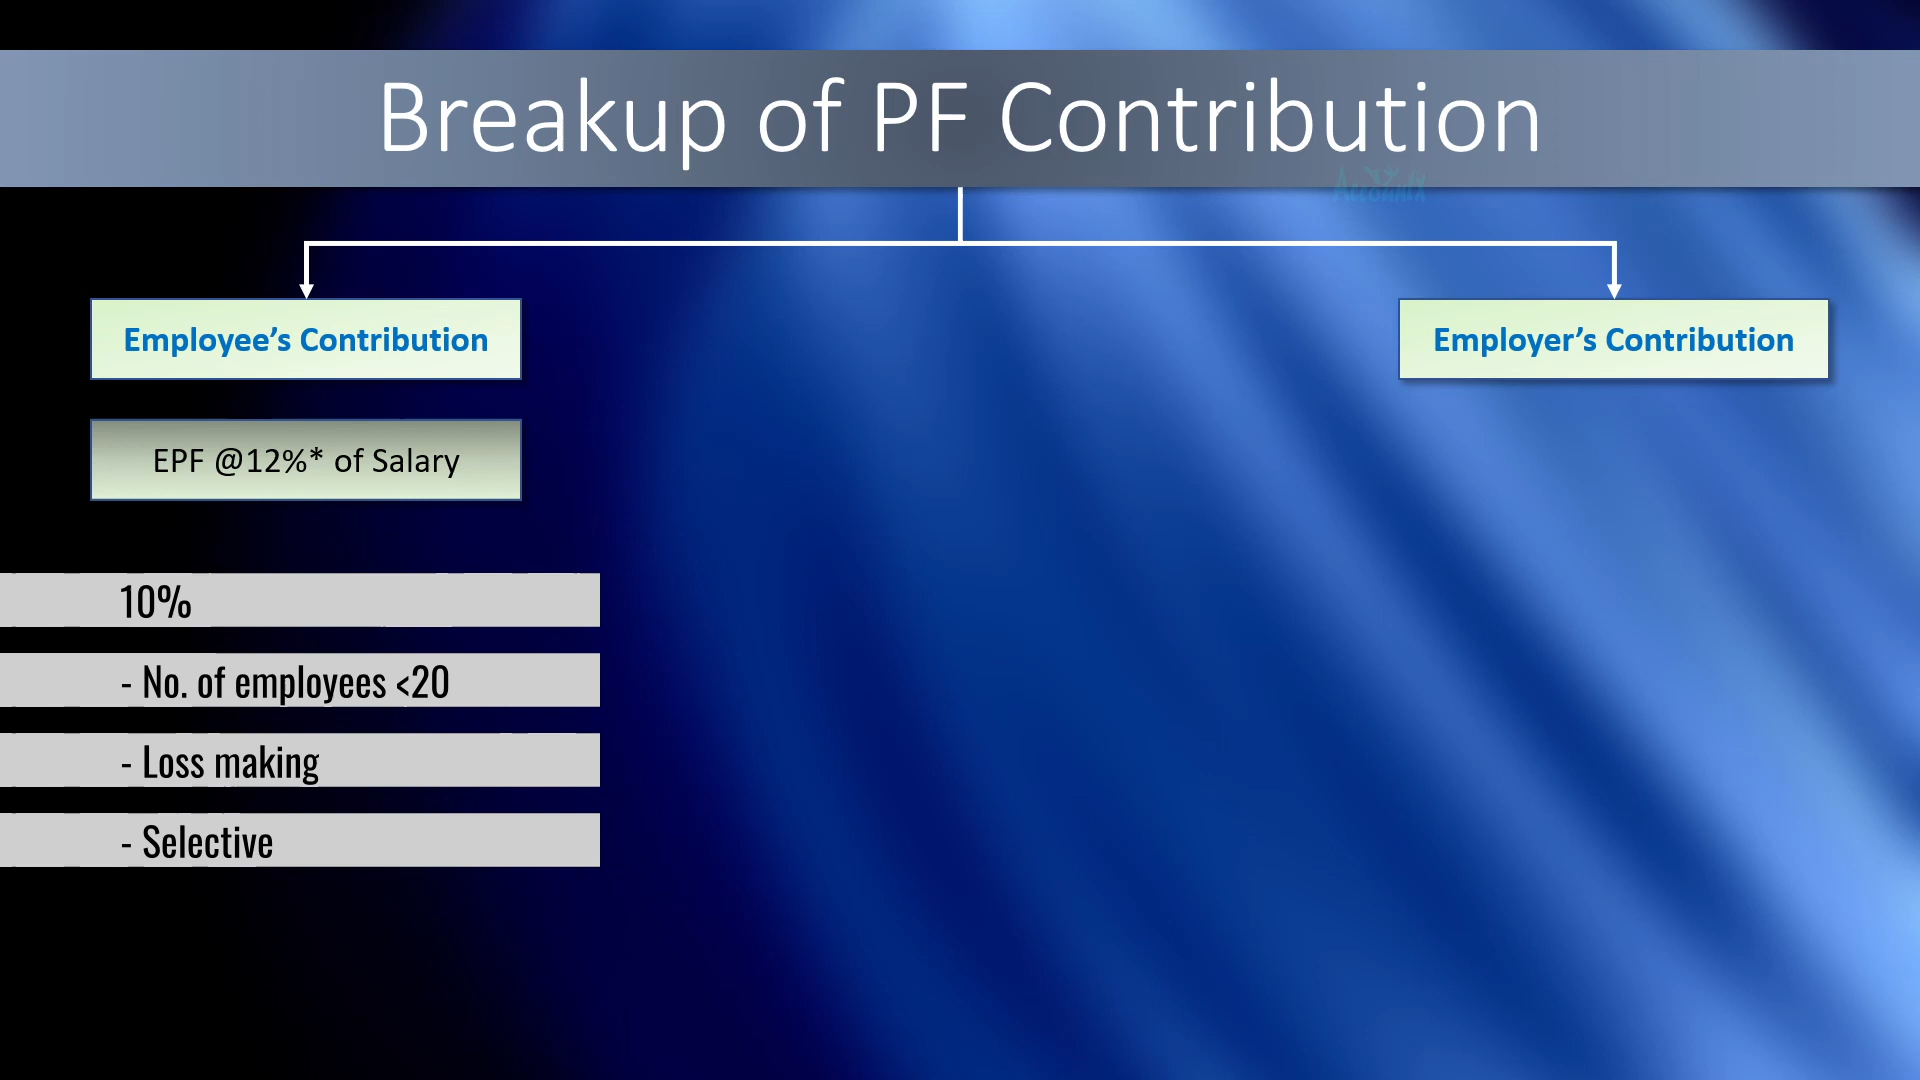 Breakup of PF Contribution
Employee’s Contribution
Employer’s Contribution
EPF @12%* of Salary
10%
- No. of employees <20
- Loss making
- Selective